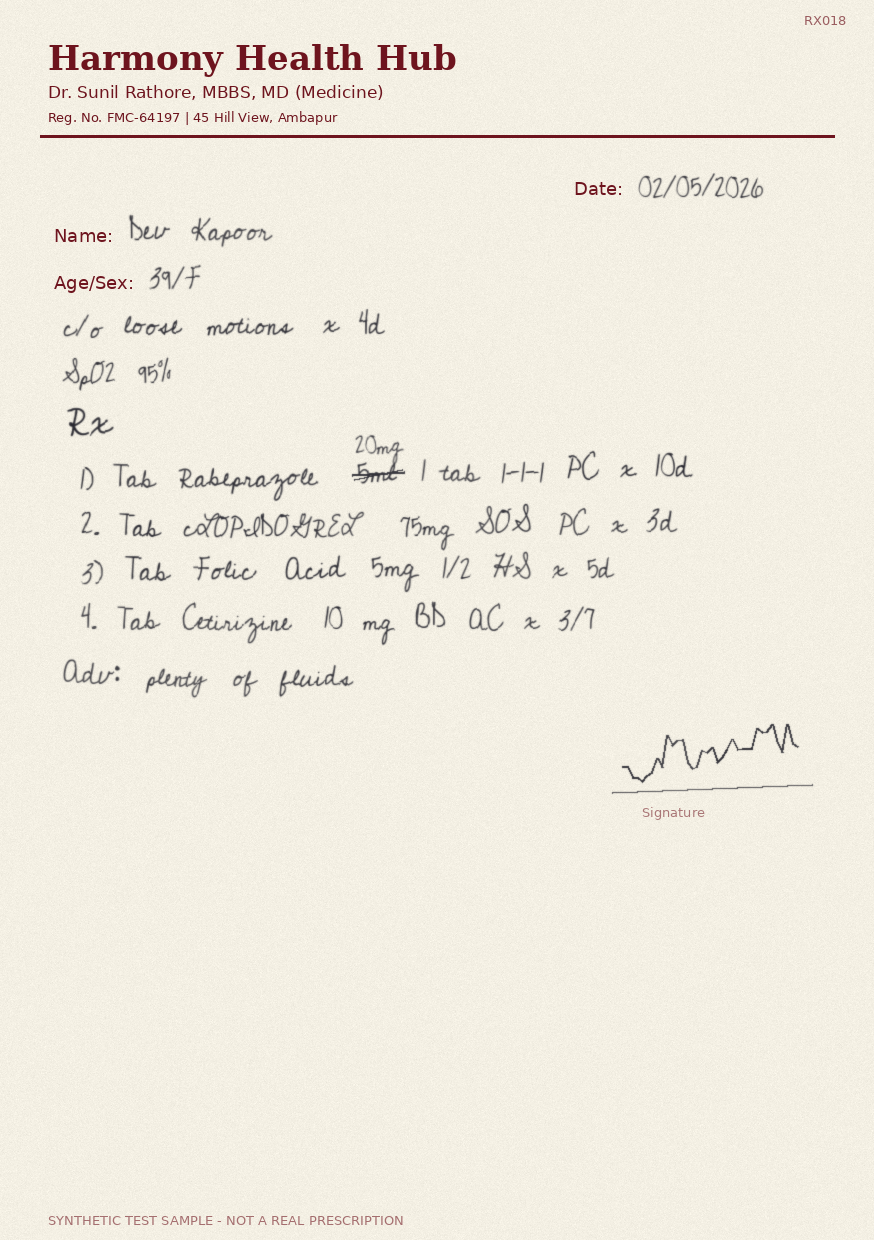 RX018
Harmony Health Hub
Dr. Sunil Rathore, MBBS, MD (Medicine)
Reg. No. FMC-64197 | 45 Hill View, Ambapur
Date: 02/05/2026
Name: Dev Kapoor
Age/Sex: 39/F
c/o loose motions x 4d
SpO2 95%
Rx
20mg
1) Tab Rabeprazole 5ml 1 tab 1-1-1 PC x 10d
2. Tab cLOPIDOGREL 75mg SOS PC x 3d
3) Tab Folic Acid 5mg 1/2 HS x 5d
4. Tab Cetirizine 10 mg BD AC x 3/7
Adv: plenty of fluids
Signature
SYNTHETIC TEST SAMPLE - NOT A REAL PRESCRIPTION